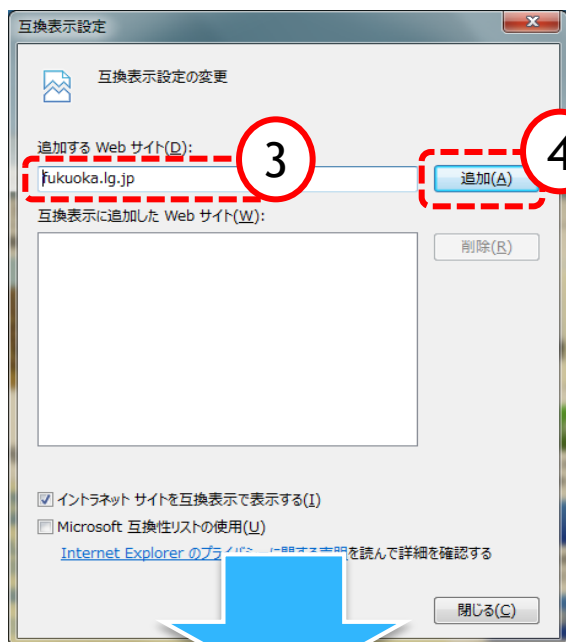 互換表示設定
互換表示設定の変更
追加する Web サイト(D):
3
4
fukuoka.lg.jp
追加(A)
互換表示に追加した Web サイト(W):
削除(R)
イントラネット サイトを互換表示で表示する(I)
Microsoft 互換性リストの使用(U)
Internet Explorer のプライバシーに関する声明を読んで詳細を確認する
閉じる(C)